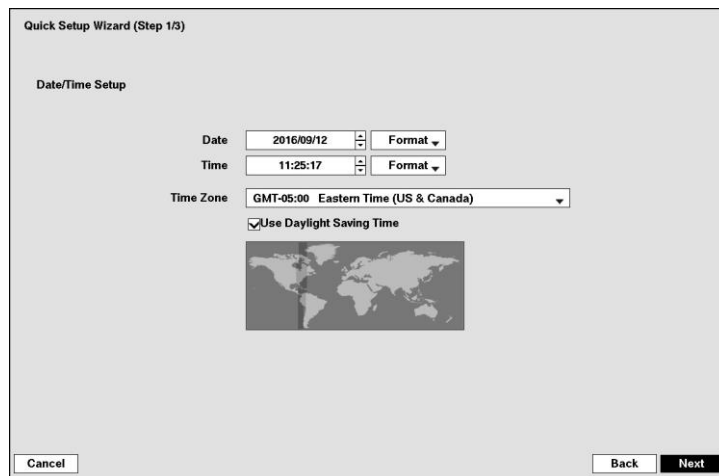 Quick Setup Wizard (Step 1/3)
Date/Time Setup
Date 2016/09/12 Format
Time 11:25:17 Format
Time Zone GMT-05:00 Eastern Time (US & Canada)
Use Daylight Saving Time
Cancel Back Next